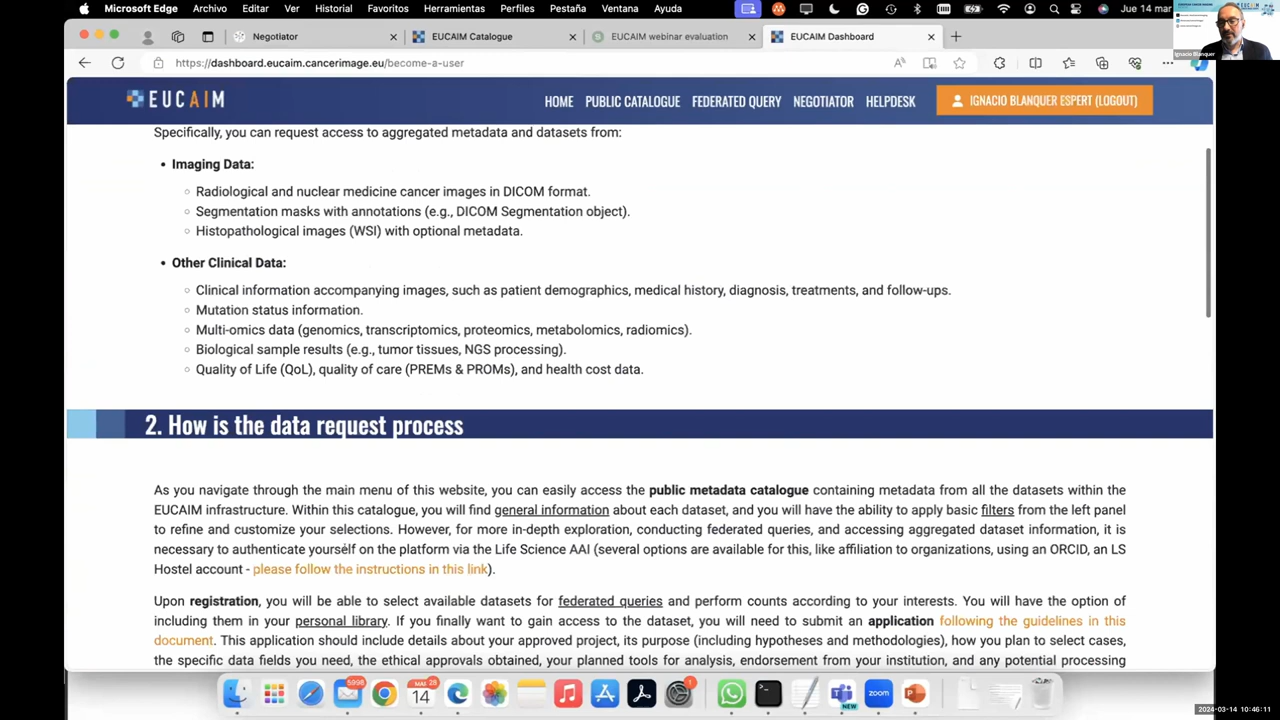 Microsoft Edge Archivo Editar Ver Historial Favoritos Herramientas Perfiles Pestaña Ventana Ayuda Jue 14 mar
Ignacio Blanquer
Negotiator EUCAIM Catalogue EUCAIM webinar evaluation EUCAIM Dashboard
https://dashboard.eucaim.cancerimage.eu/become-a-user
EUCAIM HOME PUBLIC CATALOGUE FEDERATED QUERY NEGOTIATOR HELPDESK IGNACIO BLANQUER ESPERT (LOGOUT)
Specifically, you can request access to aggregated metadata and datasets from:
• Imaging Data:
Radiological and nuclear medicine cancer images in DICOM format.
Segmentation masks with annotations (e.g., DICOM Segmentation object).
Histopathological images (WSI) with optional metadata.
• Other Clinical Data:
Clinical information accompanying images, such as patient demographics, medical history, diagnosis, treatments, and follow-ups.
Mutation status information.
Multi-omics data (genomics, transcriptomics, proteomics, metabolomics, radiomics).
Biological sample results (e.g., tumor tissues, NGS processing).
Quality of Life (QoL), quality of care (PREMs & PROMs), and health cost data.
2. How is the data request process
As you navigate through the main menu of this website, you can easily access the public metadata catalogue containing metadata from all the datasets within the
EUCAIM infrastructure. Within this catalogue, you will find general information about each dataset, and you will have the ability to apply basic filters from the left panel
to refine and customize your selections. However, for more in-depth exploration, conducting federated queries, and accessing aggregated dataset information, it is
necessary to authenticate yourself on the platform via the Life Science AAI (several options are available for this, like affiliation to organizations, using an ORCID, an LS
Hostel account - please follow the instructions in this link).
Upon registration, you will be able to select available datasets for federated queries and perform counts according to your interests. You will have the option of
including them in your personal library. If you finally want to gain access to the dataset, you will need to submit an application following the guidelines in this
document. This application should include details about your approved project, its purpose (including hypotheses and methodologies), how you plan to select cases,
the specific data fields you need, the ethical approvals obtained, your planned tools for analysis, endorsement from your institution, and any potential processing
14
NEW
zoom
2024-03-14 10:46:11